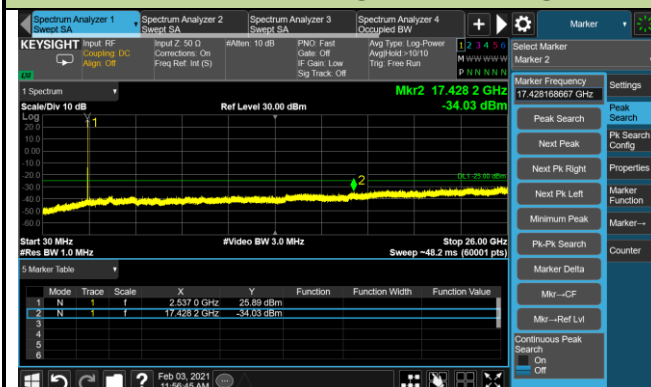 Spectrum Analyzer 1
Swept SA
Spectrum Analyzer 2
Swept SA
Spectrum Analyzer 3
Swept SA
Spectrum Analyzer 4
Occupied BW
Marker
KEYSIGHT
Input: RF
Coupling: DC
Align: Off
Input Z: 50 Ω
Corrections: On
Freq Ref: Int (S)
#Atten: 10 dB
PNO: Fast
Gate: Off
IF Gain: Low
Sig Track: Off
Avg Type: Log-Power
Avg|Hold:>10/10
Trig: Free Run
1 2 3 4 5 6
M W W W W W
P N N N N N
LXI
Select Marker
Marker 2
1 Spectrum
Mkr2 17.428 2 GHz
-34.03 dBm
Scale/Div 10 dB
Ref Level 30.00 dBm
Log
20.0
10.0
0.00
-10.0
-20.0
-30.0
-40.0
-50.0
-60.0
1
2
DL1 -25.00 dBm
Start 30 MHz
#Video BW 3.0 MHz
Stop 26.00 GHz
#Res BW 1.0 MHz
Sweep ~48.2 ms (60001 pts)
5 Marker Table
Mode Trace Scale X Y Function Function Width Function Value
1 N 1 f 2.537 0 GHz 25.89 dBm
2 N 1 f 17.428 2 GHz -34.03 dBm
3
4
5
6
Marker Frequency
17.428168667 GHz
Peak Search
Next Peak
Next Pk Right
Next Pk Left
Minimum Peak
Pk-Pk Search
Marker Delta
Mkr→CF
Mkr→Ref Lvl
Continuous Peak
Search
On
Off
Settings
Peak
Search
Pk Search
Config
Properties
Marker
Function
Marker→
Counter
?
Feb 03, 2021
11:56:45 AM